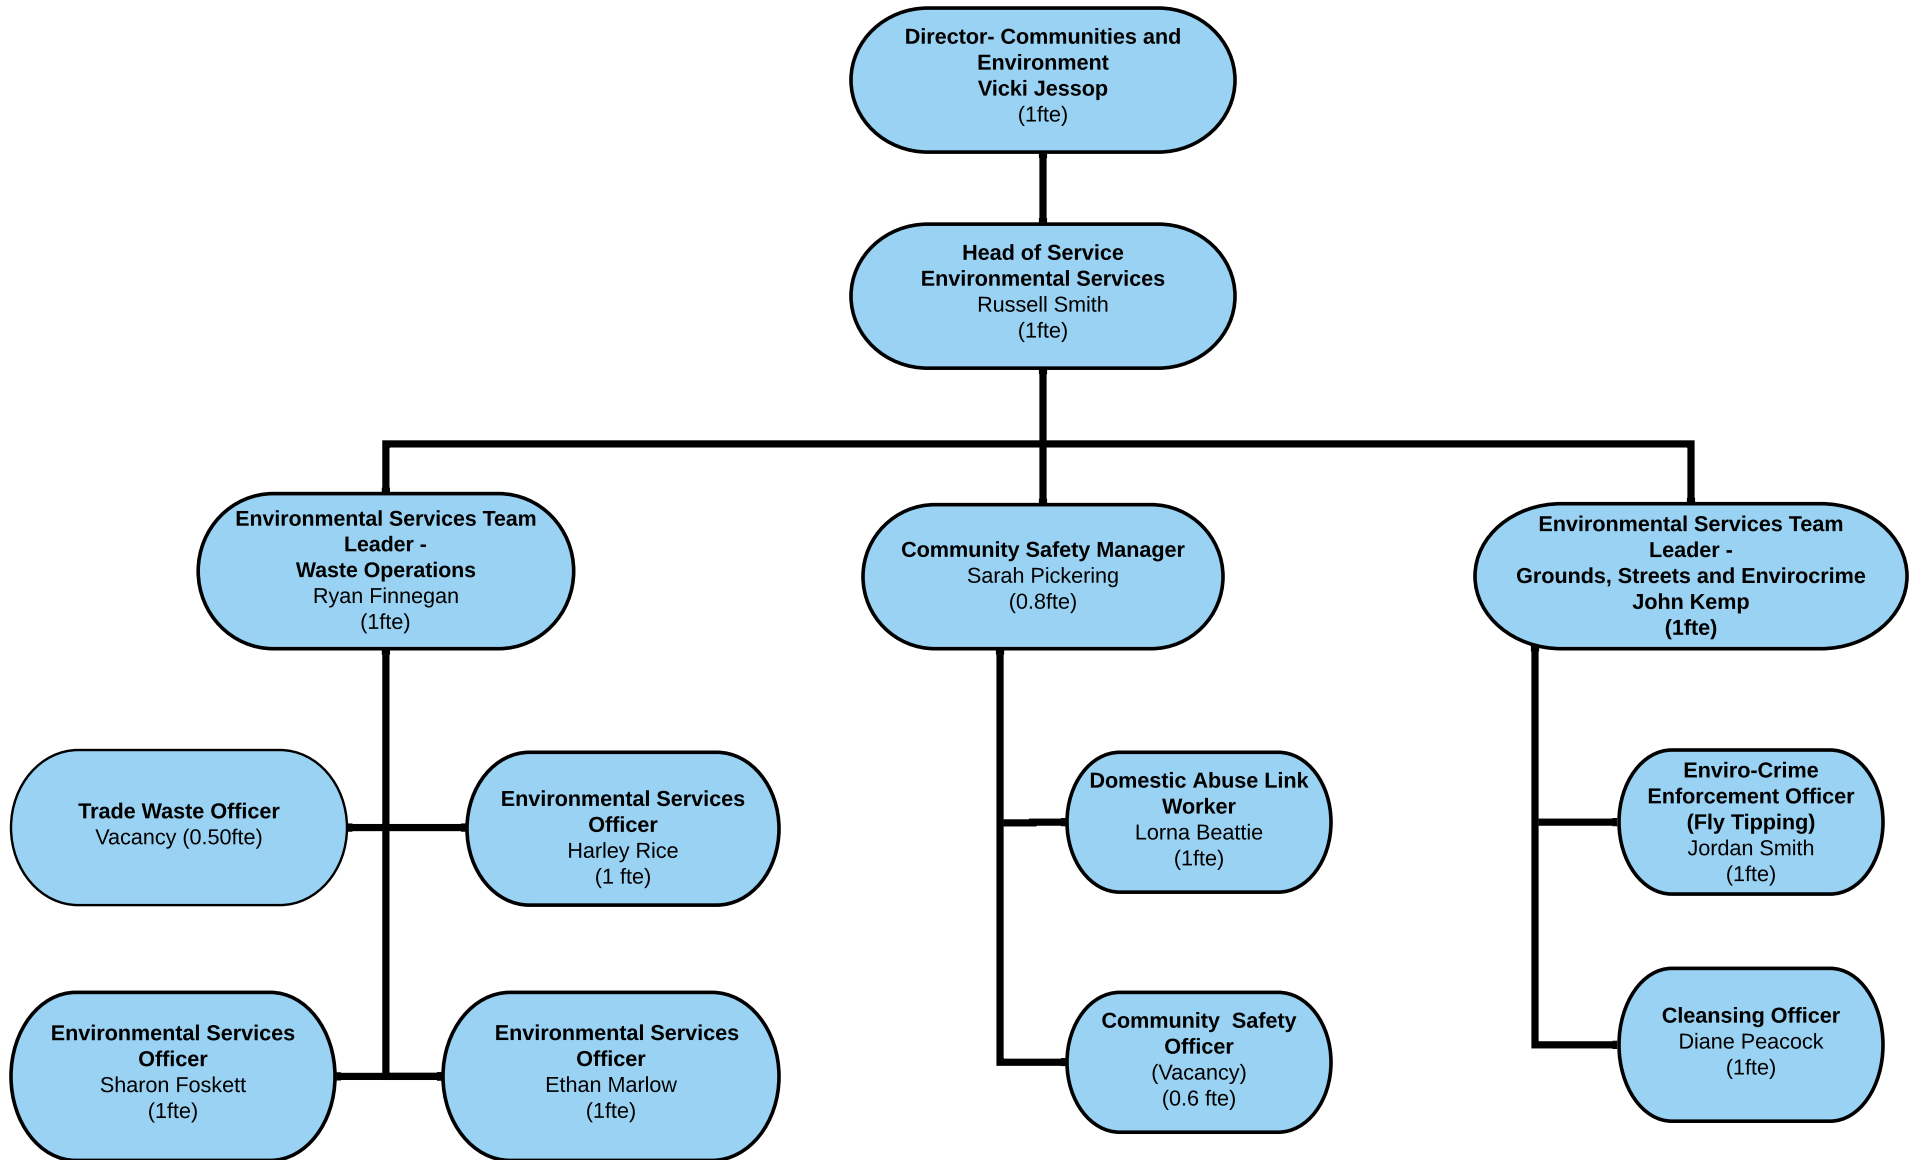 Director- Communities and
Environment
Vicki Jessop
(1fte)
Head of Service
Environmental Services
Russell Smith
(1fte)
Environmental Services Team
Leader -
Waste Operations
Ryan Finnegan
(1fte)
Community Safety Manager
Sarah Pickering
(0.8fte)
Environmental Services Team
Leader -
Grounds, Streets and Envirocrime
John Kemp
(1fte)
Trade Waste Officer
Vacancy (0.50fte)
Environmental Services
Officer
Harley Rice
(1 fte)
Domestic Abuse Link
Worker
Lorna Beattie
(1fte)
Enviro-Crime
Enforcement Officer
(Fly Tipping)
Jordan Smith
(1fte)
Environmental Services
Officer
Sharon Foskett
(1fte)
Environmental Services
Officer
Ethan Marlow
(1fte)
Community  Safety
Officer
(Vacancy)
(0.6 fte)
Cleansing Officer
Diane Peacock
(1fte)